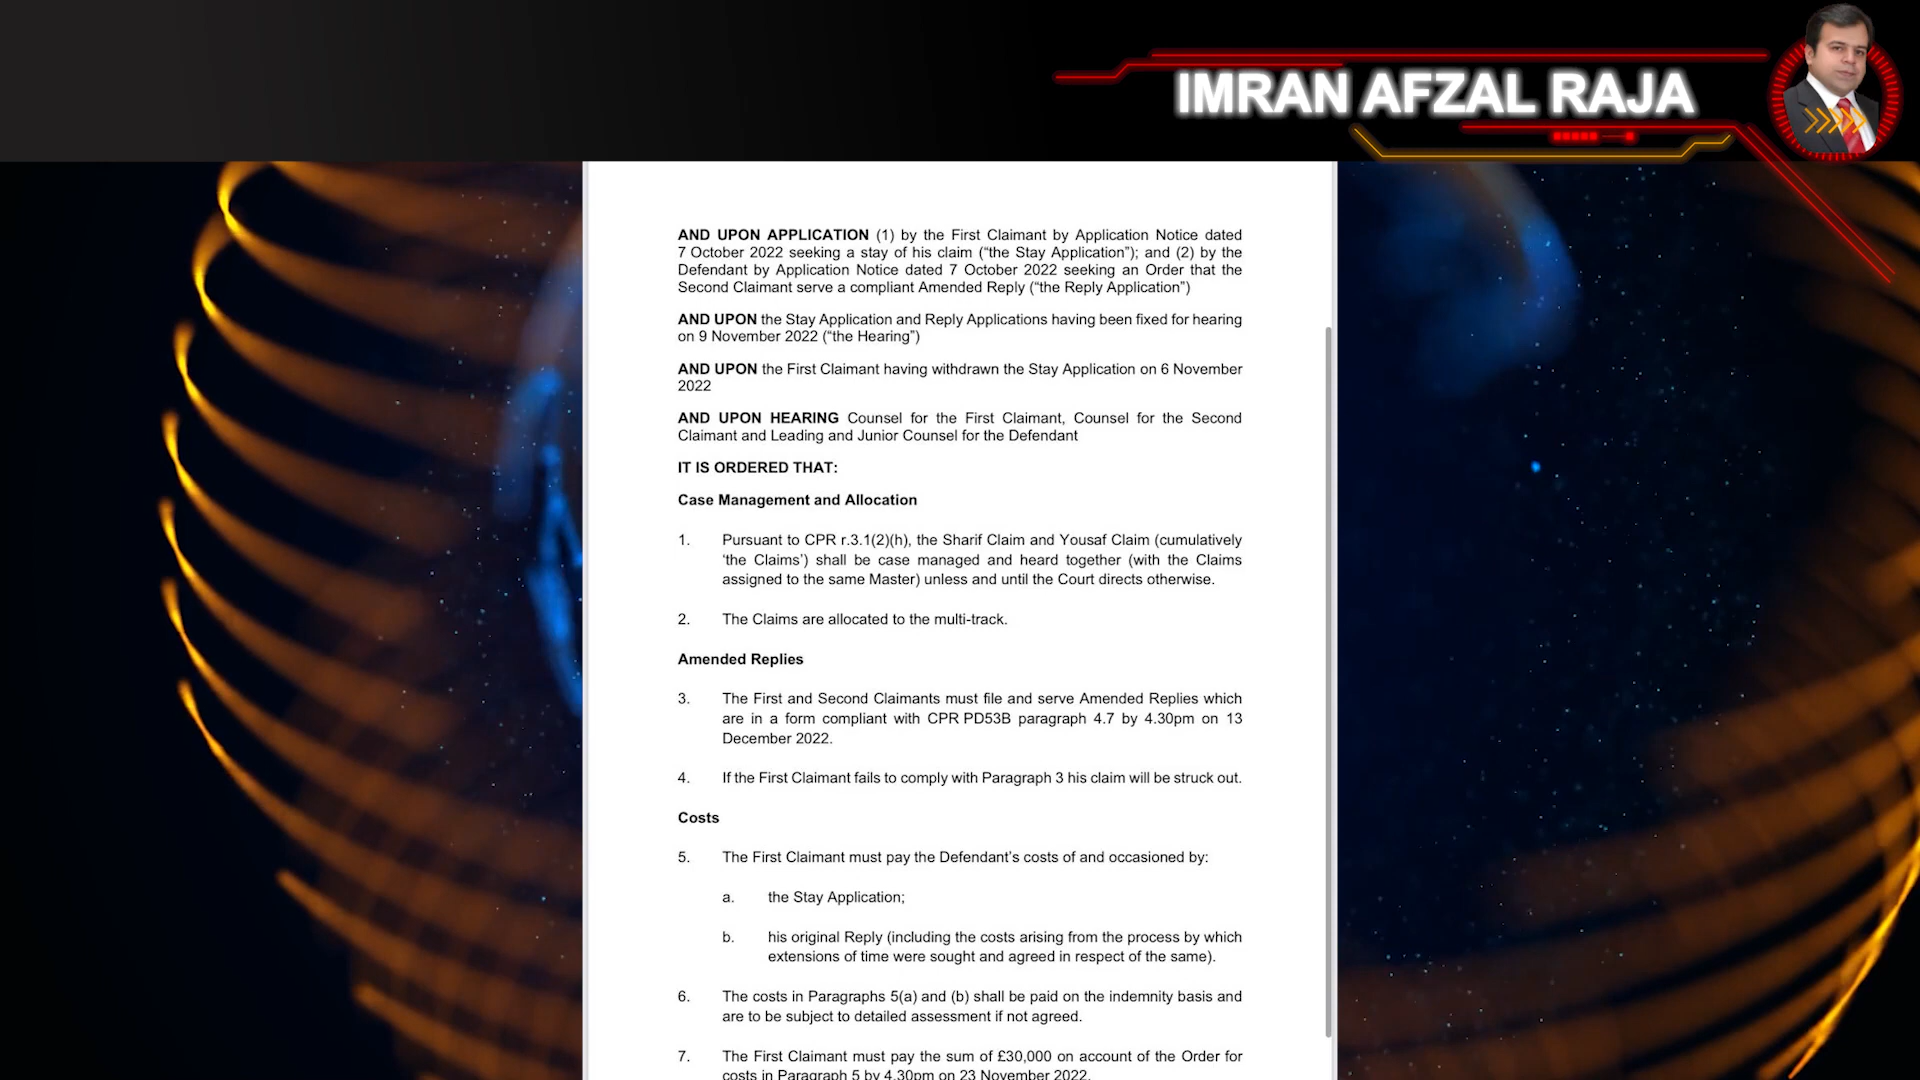 IMRAN AFZAL RAJA
AND UPON APPLICATION (1) by the First Claimant by Application Notice dated
7 October 2022 seeking a stay of his claim (“the Stay Application”); and (2) by the
Defendant by Application Notice dated 7 October 2022 seeking an Order that the
Second Claimant serve a compliant Amended Reply (“the Reply Application”)
AND UPON the Stay Application and Reply Applications having been fixed for hearing
on 9 November 2022 (“the Hearing”)
AND UPON the First Claimant having withdrawn the Stay Application on 6 November
2022
AND UPON HEARING Counsel for the First Claimant, Counsel for the Second
Claimant and Leading and Junior Counsel for the Defendant
IT IS ORDERED THAT:
Case Management and Allocation
1. Pursuant to CPR r.3.1(2)(h), the Sharif Claim and Yousaf Claim (cumulatively
‘the Claims’) shall be case managed and heard together (with the Claims
assigned to the same Master) unless and until the Court directs otherwise.
2. The Claims are allocated to the multi-track.
Amended Replies
3. The First and Second Claimants must file and serve Amended Replies which
are in a form compliant with CPR PD53B paragraph 4.7 by 4.30pm on 13
December 2022.
4. If the First Claimant fails to comply with Paragraph 3 his claim will be struck out.
Costs
5. The First Claimant must pay the Defendant’s costs of and occasioned by:
a. the Stay Application;
b. his original Reply (including the costs arising from the process by which
extensions of time were sought and agreed in respect of the same).
6. The costs in Paragraphs 5(a) and (b) shall be paid on the indemnity basis and
are to be subject to detailed assessment if not agreed.
7. The First Claimant must pay the sum of £30,000 on account of the Order for
costs in Paragraph 5 by 4.30pm on 23 November 2022.